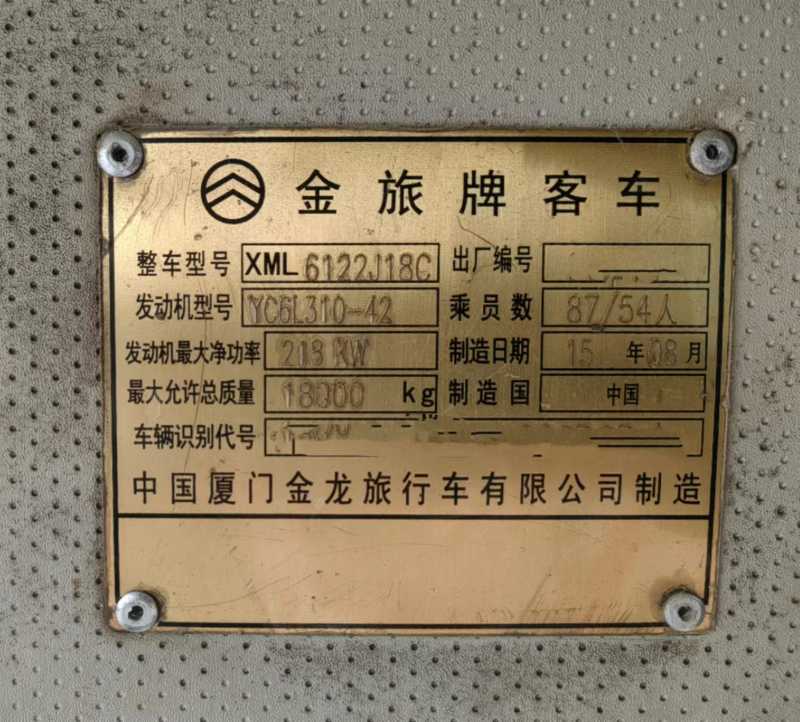 金旅牌客车
整车型号 XML 6122J18C 出厂编号
发动机型号 YC6L310-42 乘员数 87/54人
发动机最大净功率 213 KW 制造日期 15 年 08 月
最大允许总质量 18000 kg 制造国 中国
车辆识别代号
中国厦门金龙旅行车有限公司制造